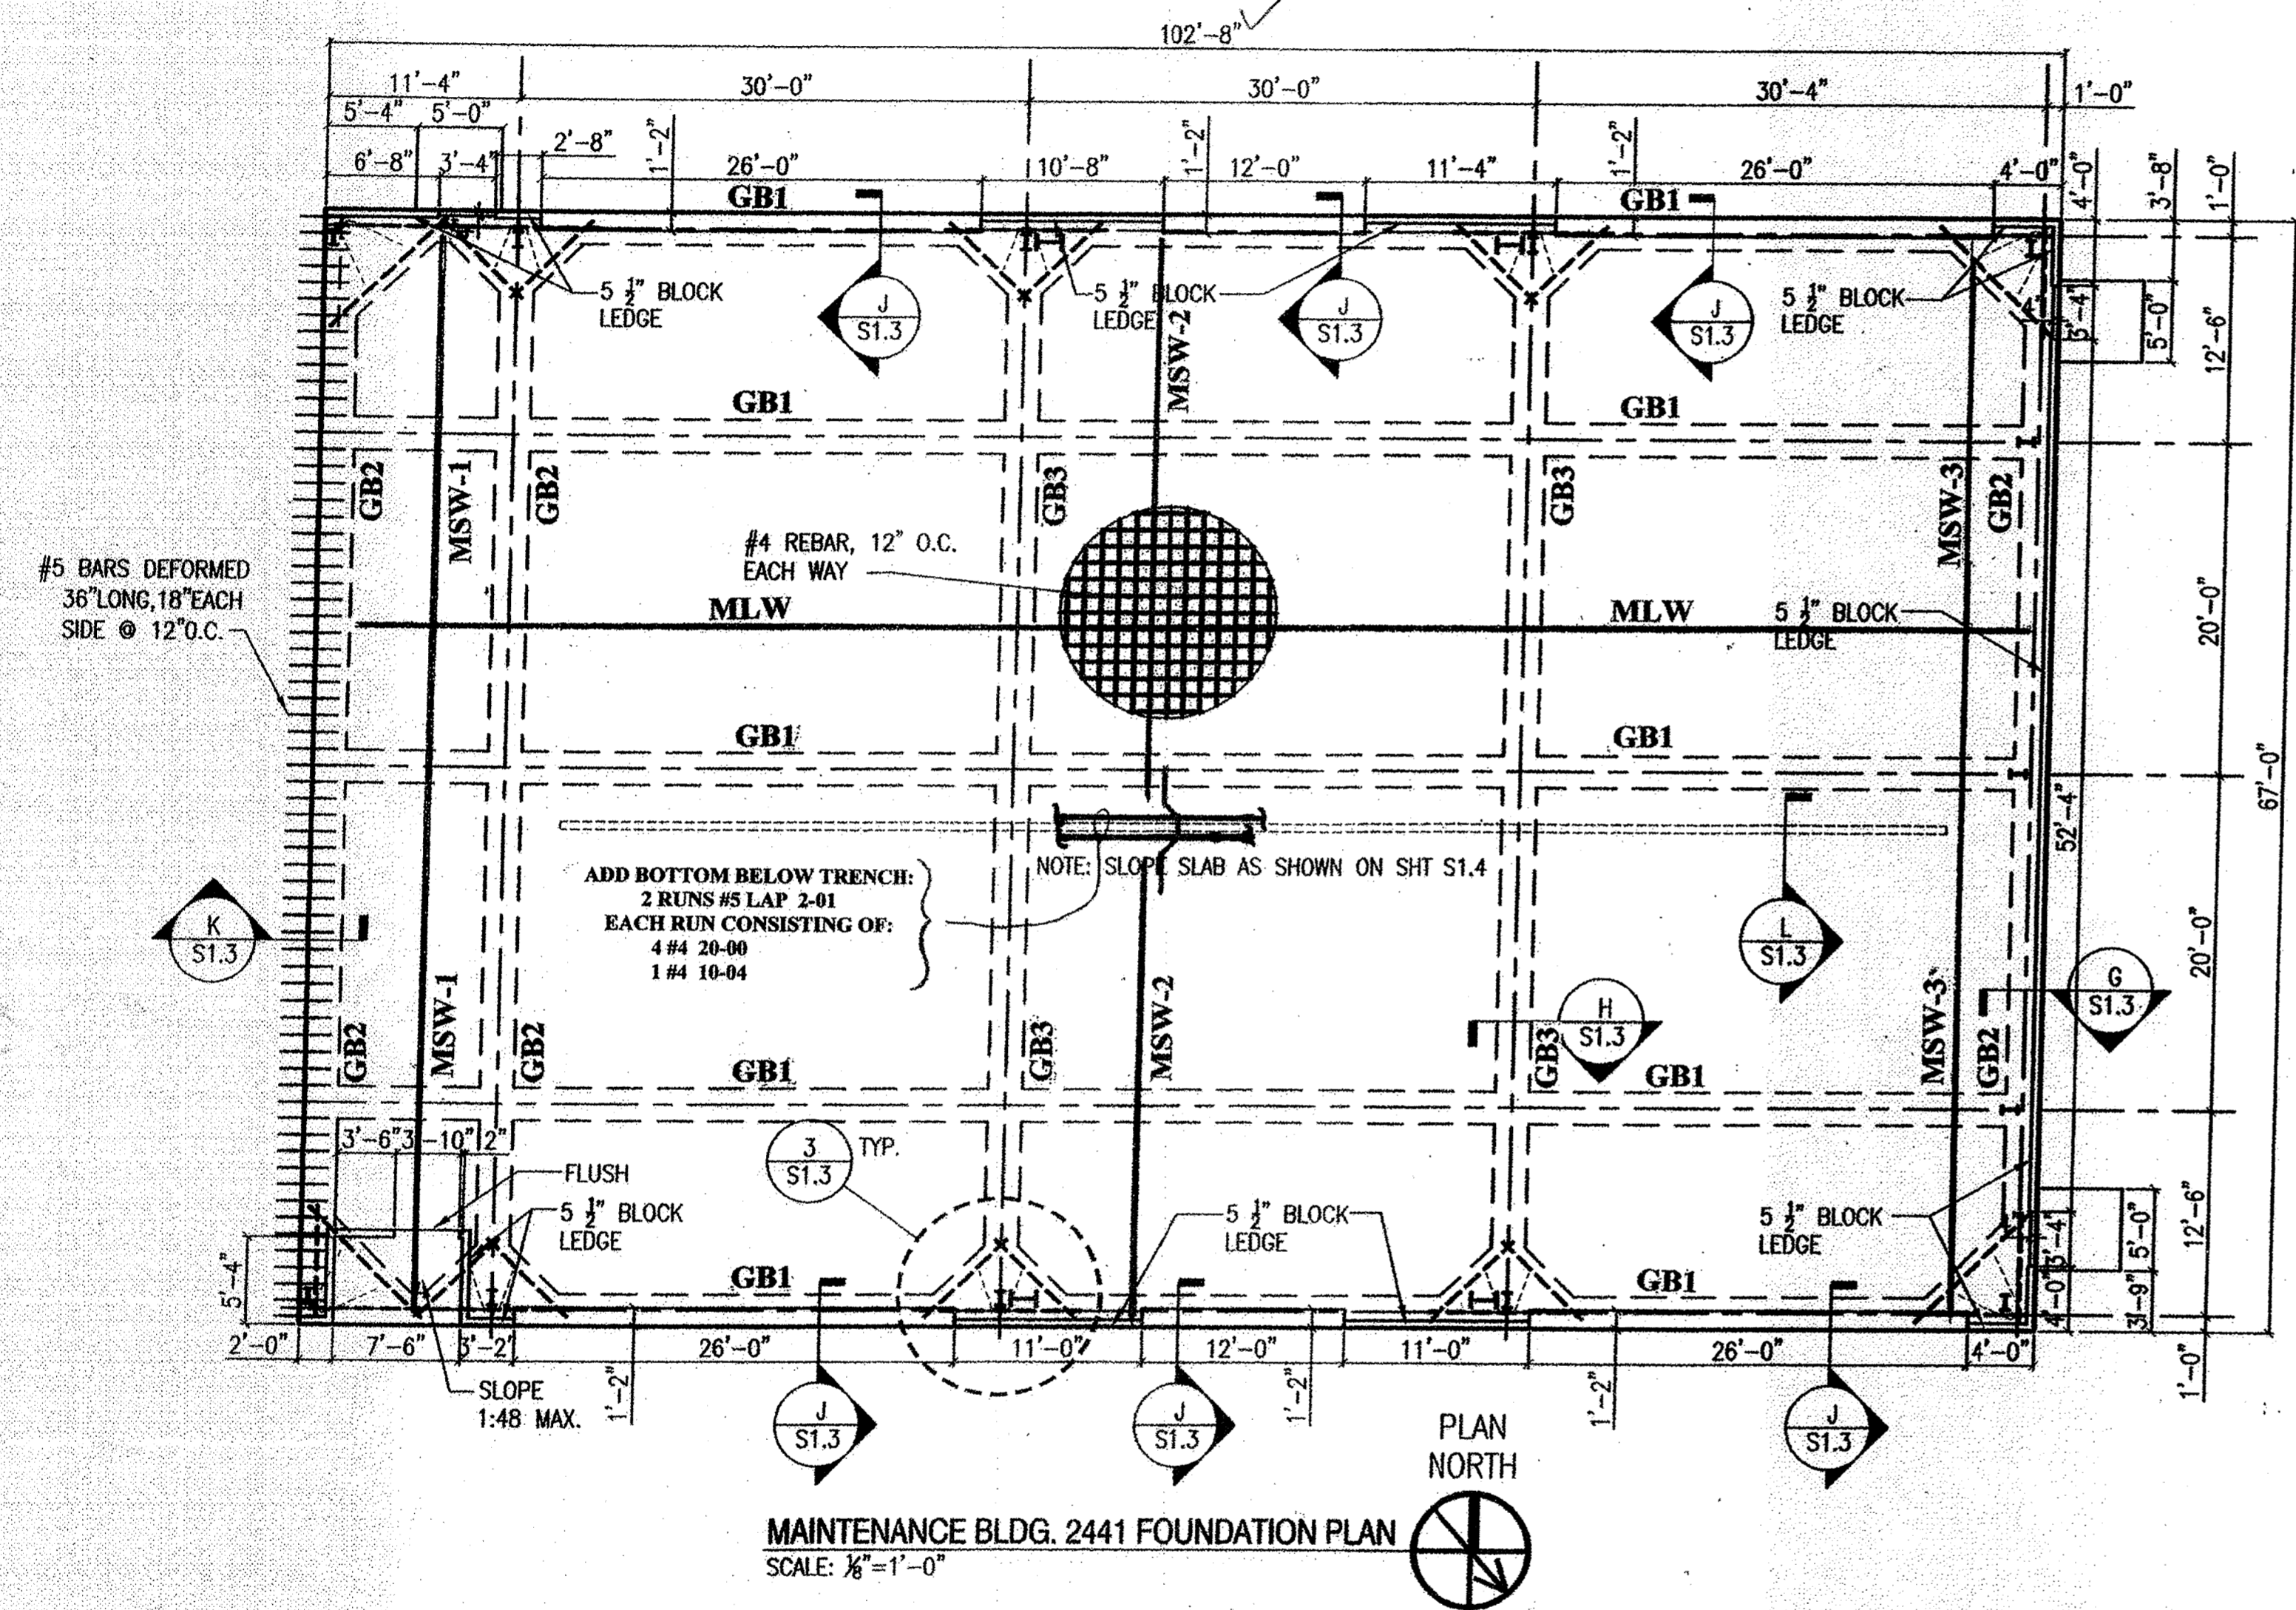 102'-8"
11'-4"
30'-0"
30'-0"
30'-4"
1'-0"
5'-4"
5'-0"
2'-8"
1'-2"
1'-2"
1'-2"
6'-8"
3'-4"
26'-0"
10'-8"
12'-0"
11'-4"
26'-0"
4'-0"
4'-0"
3'-8"
1'-0"
GB1
GB1
5 ½" BLOCK
LEDGE
J
S1.3
5 ½" BLOCK
LEDGE
J
S1.3
J
S1.3
5 ½" BLOCK
LEDGE
4"
3'-4"
5'-0"
12'-6"
MSW-2
GB1
GB1
GB2
MSW-1
GB2
GB3
GB3
MSW-3
GB2
#4 REBAR, 12" O.C.
EACH WAY
#5 BARS DEFORMED
36"LONG,18"EACH
SIDE @ 12"O.C.
MLW
MLW
5 ½" BLOCK
LEDGE
20'-0"
GB1
GB1
67'-0"
52'-4"
NOTE: SLOPE SLAB AS SHOWN ON SHT S1.4
ADD BOTTOM BELOW TRENCH:
2 RUNS #5 LAP 2-01
EACH RUN CONSISTING OF:
4 #4 20-00
1 #4 10-04
K
S1.3
L
S1.3
20'-0"
G
S1.3
H
S1.3
GB2
MSW-1
GB2
GB3
MSW-2
GB3
MSW-3
GB2
GB1
GB1
3'-6"
3'-10"
2"
3
S1.3
TYP.
FLUSH
5 ½" BLOCK
LEDGE
5 ½" BLOCK
LEDGE
5 ½" BLOCK
LEDGE
3'-4"
5'-0"
12'-6"
5'-4"
GB1
GB1
4'-0"
3'-9"
1'-0"
2'-0"
7'-6"
3'-2"
26'-0"
11'-0"
12'-0"
11'-0"
26'-0"
4'-0"
SLOPE
1:48 MAX.
1'-2"
1'-2"
1'-2"
J
S1.3
J
S1.3
J
S1.3
PLAN
NORTH
MAINTENANCE BLDG. 2441 FOUNDATION PLAN
SCALE: ⅛"=1'-0"